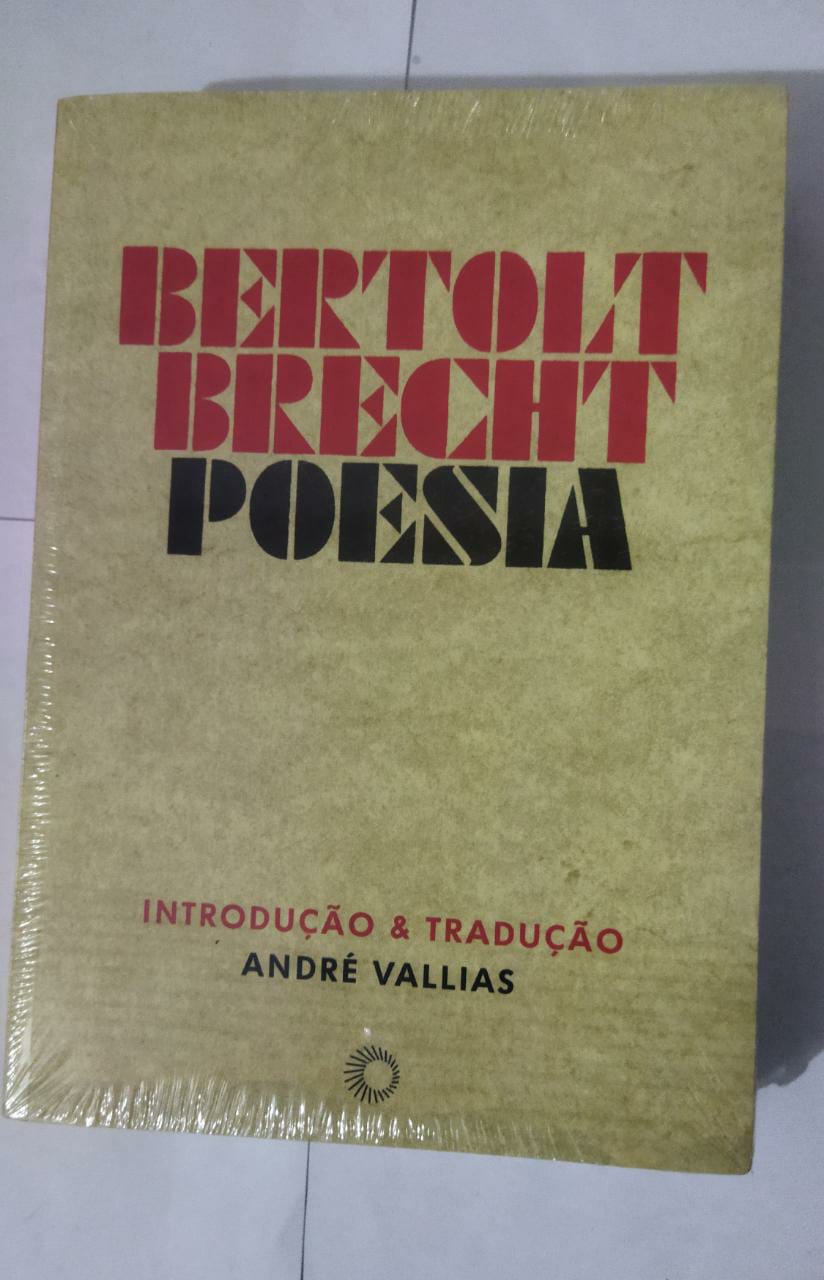 BERTOLT
BRECHT
POESIA
INTRODUÇÃO & TRADUÇÃO
ANDRÉ VALLIAS